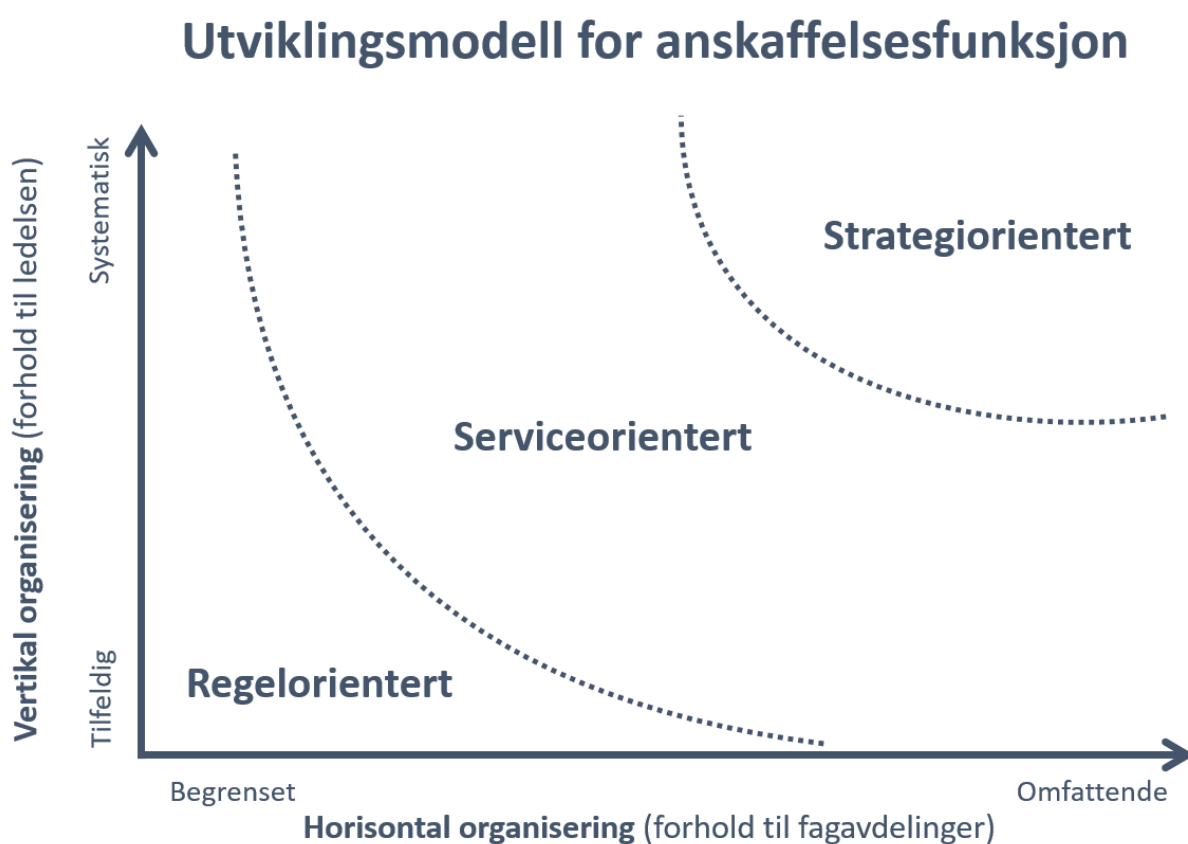 Utviklingsmodell for anskaffelsesfunksjon
Vertikal organisering (forhold til ledelsen)
Systematisk
Tilfeldig
Strategiorientert
Serviceorientert
Regelorientert
Begrenset
Omfattende
Horisontal organisering (forhold til fagavdelinger)